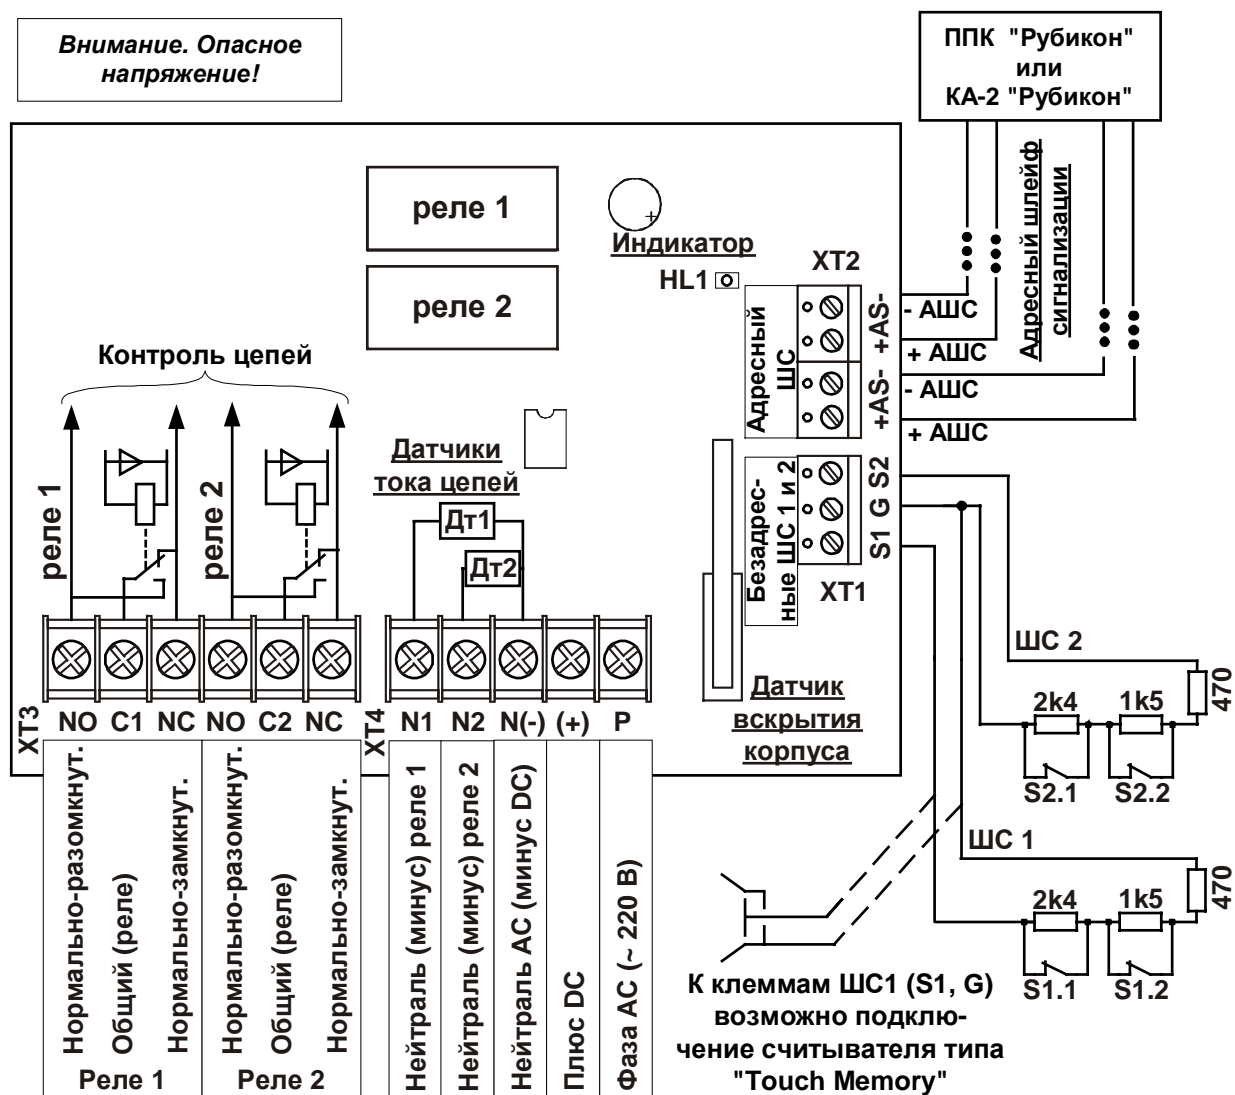 Внимание. Опасное
напряжение!
ППК "Рубикон"
или
КА-2 "Рубикон"
Адресный шлейф
сигнализации
реле 1
реле 2
+
Индикатор
HL1
XT2
Адресный
ШС
+AS-
+AS-
- АШС
+ АШС
- АШС
+ АШС
Контроль цепей
реле 1
реле 2
Датчики
тока цепей
Дт1
Дт2
Безадрес-
ные ШС 1 и 2
S1 G S2
XT1
Датчик
вскрытия
корпуса
ШС 2
2k4
1k5
470
S2.1
S2.2
ШС 1
2k4
1k5
470
S1.1
S1.2
XT3
NO C1 NC NO C2 NC
XT4
N1 N2 N(-) (+) P
Нормально-разомкнут.
Общий (реле)
Нормально-замкнут.
Реле 1
Нормально-разомкнут.
Общий (реле)
Нормально-замкнут.
Реле 2
Нейтраль (минус) реле 1
Нейтраль (минус) реле 2
Нейтраль AC (минус DC)
Плюс DC
Фаза AC (~ 220 В)
К клеммам ШС1 (S1, G)
возможно подклю-
чение считывателя типа
"Touch Memory"